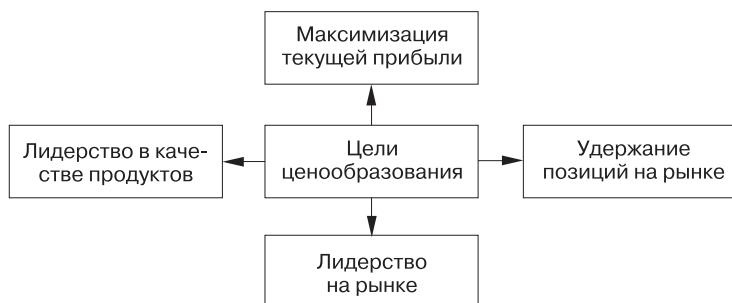 Максимизация
текущей прибыли
Лидерство в каче-
стве продуктов
Цели
ценообразования
Удержание
позиций на рынке
Лидерство
на рынке